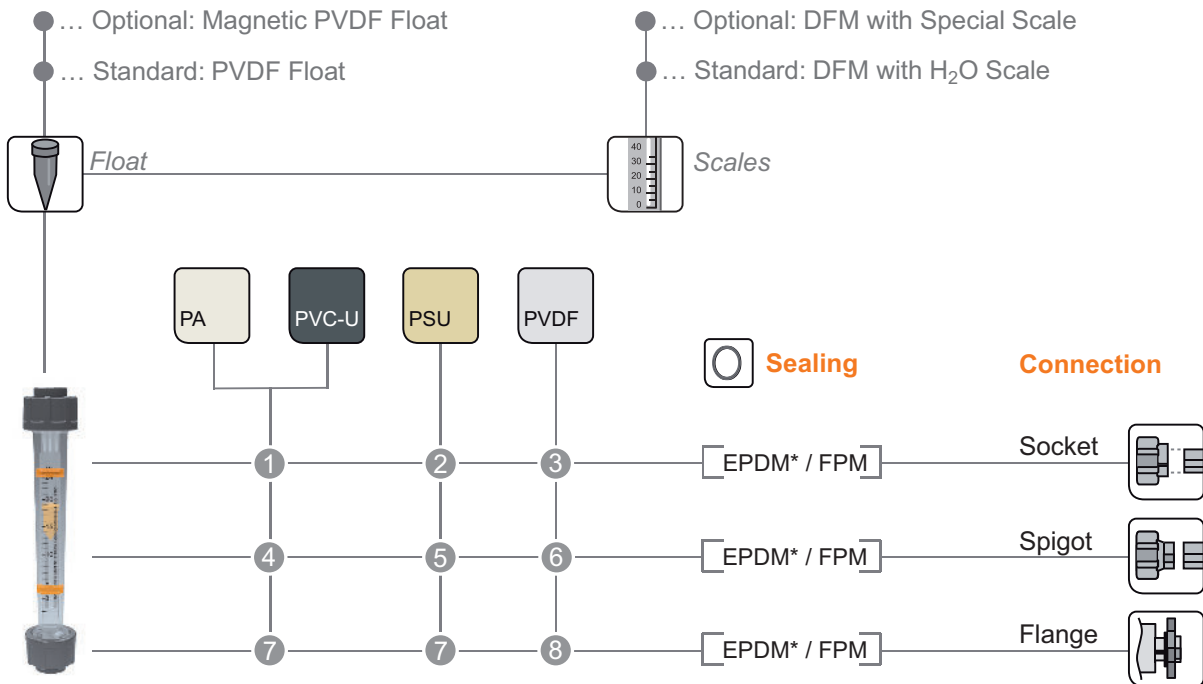 … Optional: Magnetic PVDF Float
… Optional: DFM with Special Scale
… Standard: PVDF Float
… Standard: DFM with H₂O Scale
Float
40
30
20
10
0
Scales
PA
PVC-U
PSU
PVDF
Sealing
Connection
1
2
3
EPDM* / FPM
Socket
4
5
6
EPDM* / FPM
Spigot
7
7
8
EPDM* / FPM
Flange